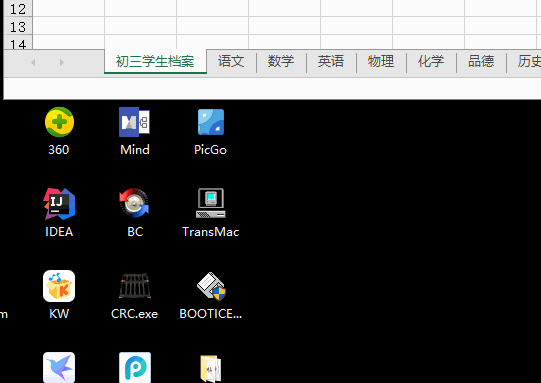 12
13
14
初三学生档案 语文 数学 英语 物理 化学 品德 历史
360 Mind PicGo
IJ
IDEA BC TransMac
m KW CRC.exe BOOTICE...